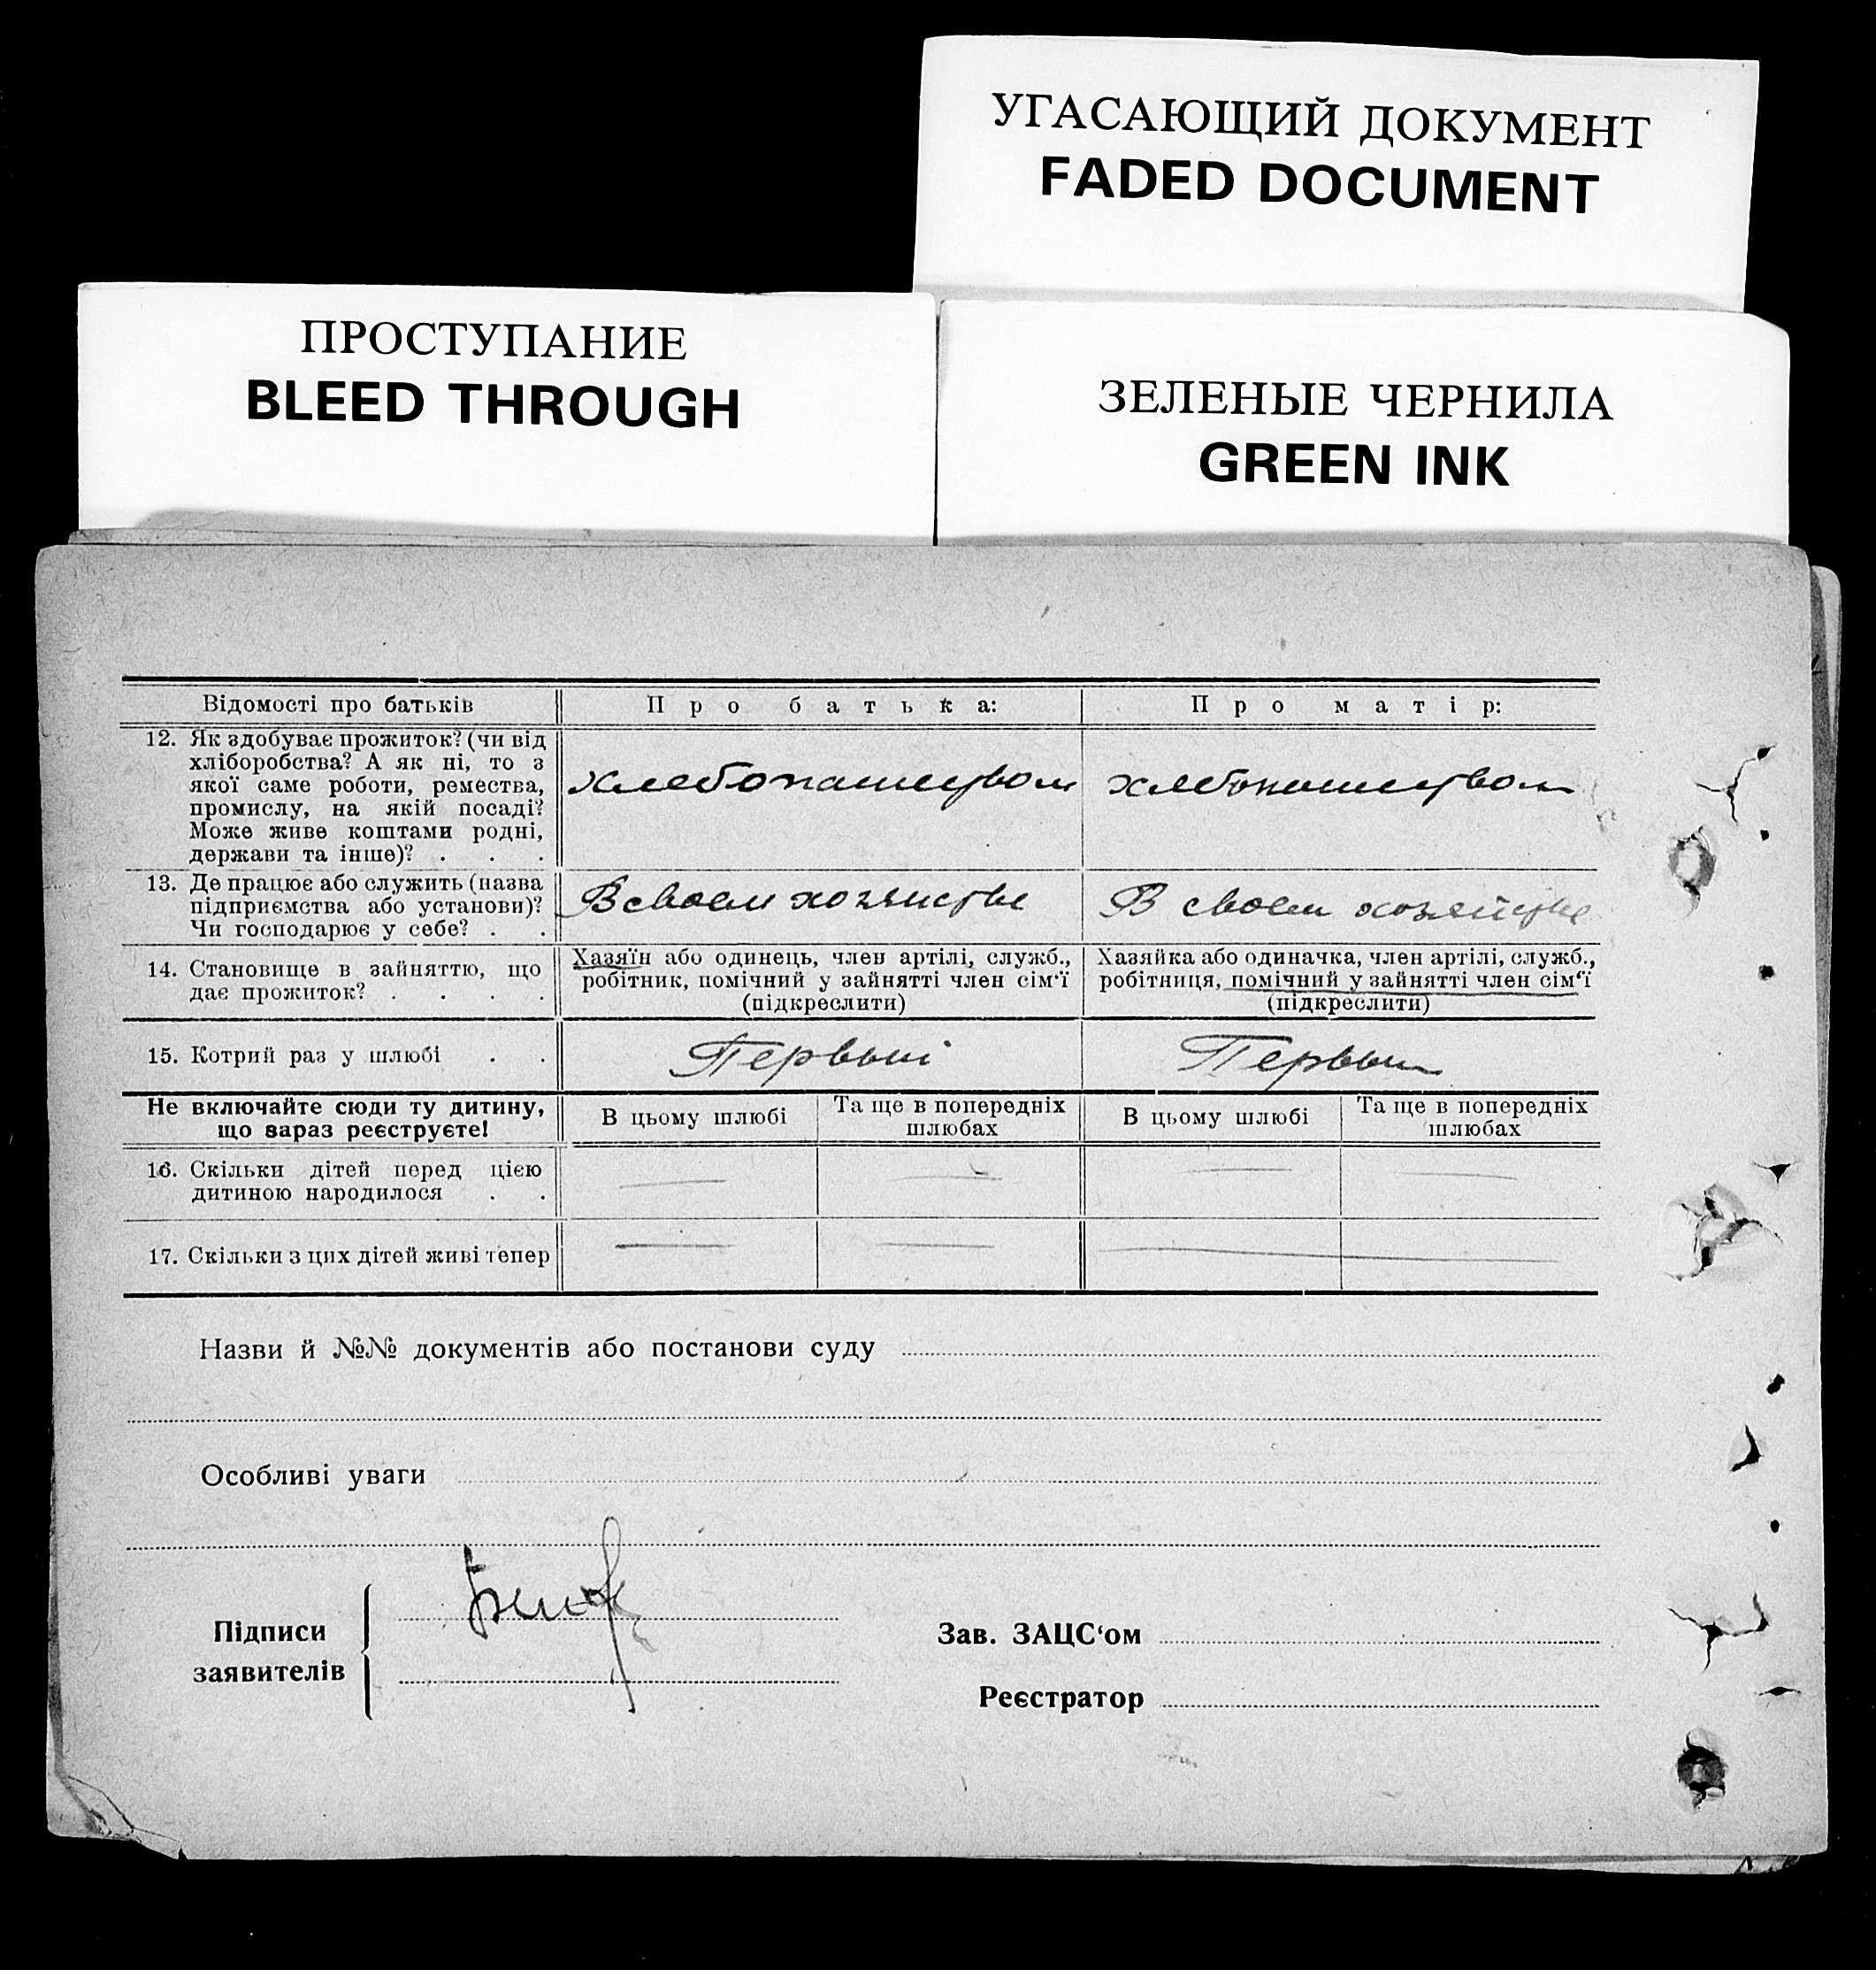 УГАСАЮЩИЙ ДОКУМЕНТ
FADED DOCUMENT
ПРОСТУПАНИЕ
BLEED THROUGH
ЗЕЛЕНЫЕ ЧЕРНИЛА
GREEN INK
Відомості про батьків Про батька: Про матір:
12. Як здобуває прожиток? (чи від
хліборобства? А як ні, то з
якої саме роботи, ремества,
промислу, на якій посаді?
Може живе коштами родні,
держави та інше)? . . .
хлебопашеством хлебопашеством
13. Де працює або служить (назва
підприємства або установи)?
Чи господарює у себе? . .
В своем хозяистве В своем хозяйстве
14. Становище в зайняттю, що
дає прожиток? . . . .
Хазяїн або одинець, член артілі, служб.,
робітник, помічний у зайнятті член сім‘ї
(підкреслити)
Хазяйка або одиначка, член артілі, служб.,
робітниця, помічний у зайнятті член сім‘ї
(підкреслити)
15. Котрий раз у шлюбі . . Первый Первый
Не включайте сюди ту дитину,
що зараз реєструєте!
В цьому шлюбі
Та ще в попередніх
шлюбах
В цьому шлюбі
Та ще в попередніх
шлюбах
16. Скільки дітей перед цією
дитиною народилося . . — — — —
17. Скільки з цих дітей живі тепер — — —
Назви й №№ документів або постанови суду
Особливі уваги
Підписи
заявителів
Зав. ЗАЦС‘ом
Реєстратор